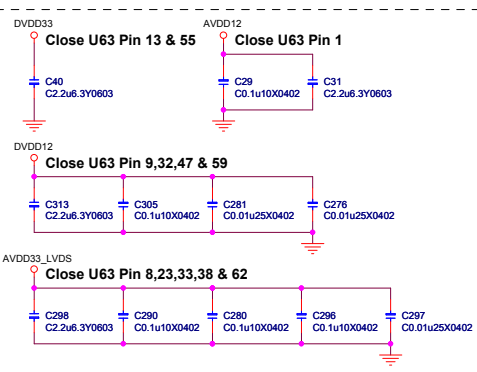 DVDD33
Close U63 Pin 13 & 55
C40
C2.2u6.3Y0603
AVDD12
Close U63 Pin 1
C29
C0.1u10X0402
C31
C2.2u6.3Y0603
DVDD12
Close U63 Pin 9,32,47 & 59
C313
C2.2u6.3Y0603
C305
C0.1u10X0402
C281
C0.01u25X0402
C276
C0.01u25X0402
AVDD33_LVDS
Close U63 Pin 8,23,33,38 & 62
C298
C2.2u6.3Y0603
C290
C0.1u10X0402
C280
C0.1u10X0402
C296
C0.1u10X0402
C297
C0.01u25X0402